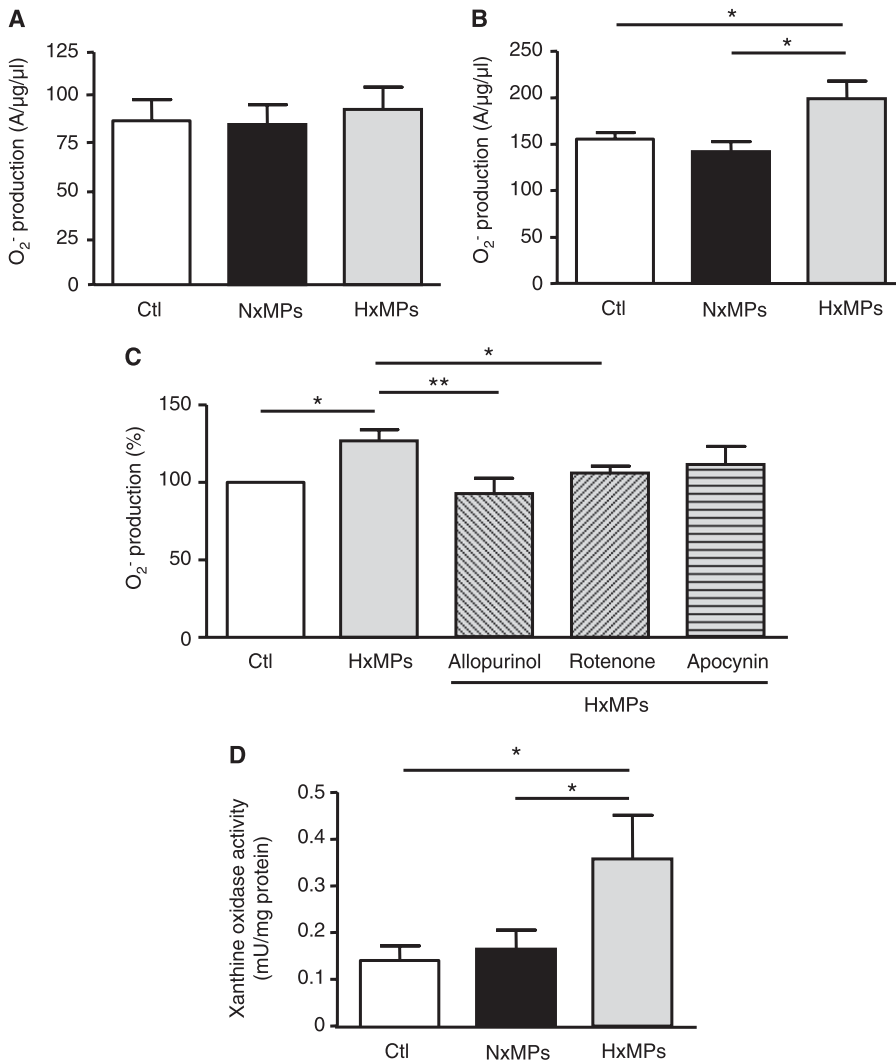 A
O2- production (A/µg/µl)
125
100
75
50
25
0
Ctl NxMPs HxMPs
B
*
*
O2- production (A/µg/µl)
250
200
150
100
50
0
Ctl NxMPs HxMPs
C
*
**
*
O2- production (%)
150
100
50
0
Ctl HxMPs Allopurinol Rotenone Apocynin
HxMPs
D
*
*
Xanthine oxidase activity
(mU/mg protein)
0.5
0.4
0.3
0.2
0.1
0
Ctl NxMPs HxMPs